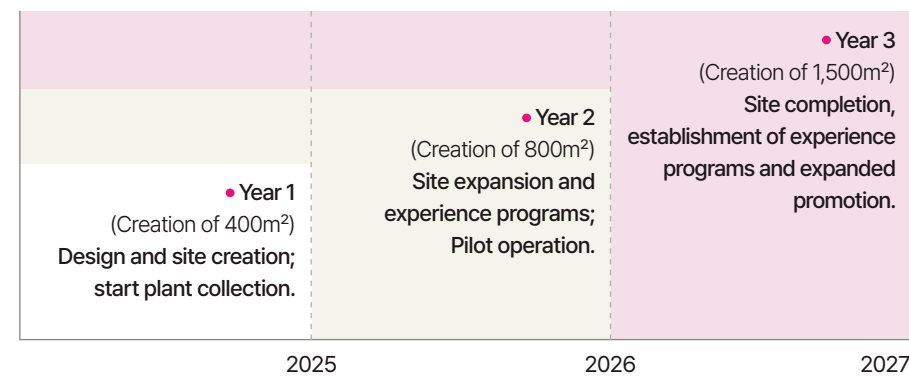 • Year 1
(Creation of 400m²)
Design and site creation;
start plant collection.
• Year 2
(Creation of 800m²)
Site expansion and
experience programs;
Pilot operation.
• Year 3
(Creation of 1,500m²)
Site completion,
establishment of experience
programs and expanded
promotion.
2025
2026
2027